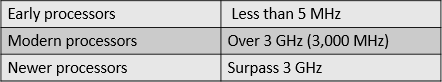 Early processors Less than 5 MHz
Modern processors Over 3 GHz (3,000 MHz)
Newer processors Surpass 3 GHz